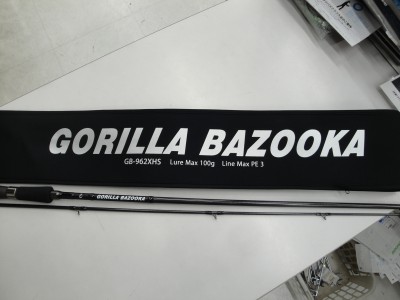 GORILLA BAZOOKA
GB-962XHS Lure Max 100g Line Max PE 3
GORILLA BAZOOKA